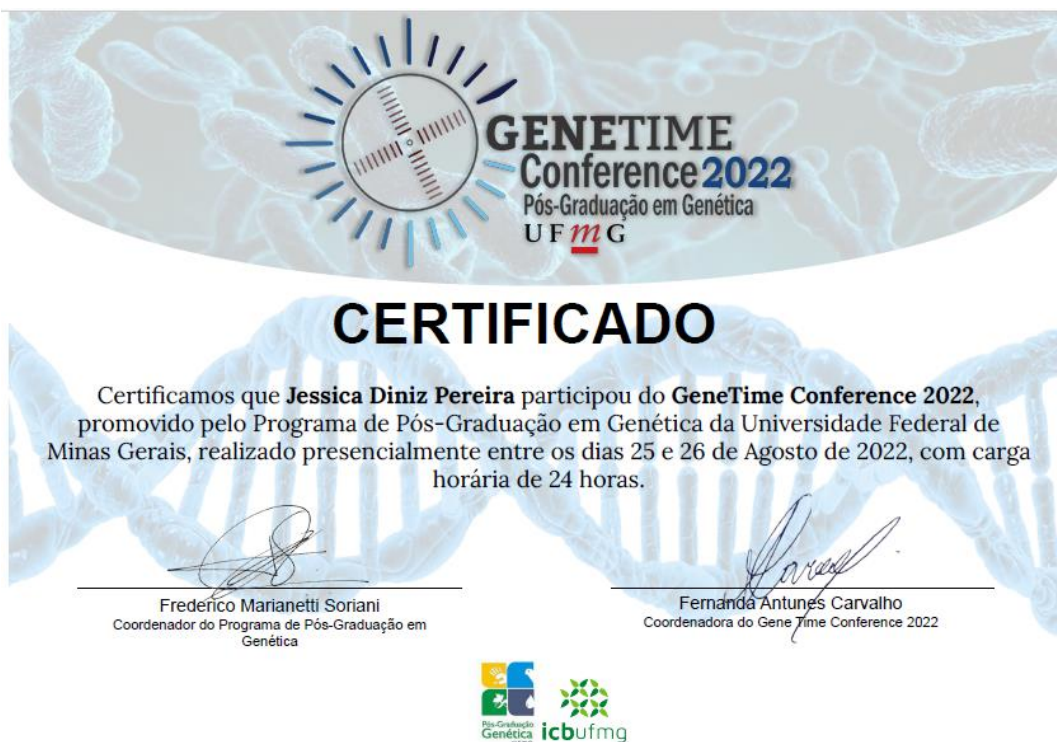 GENETIME
Conference 2022
Pós-Graduação em Genética
UFmG
CERTIFICADO
Certificamos que Jessica Diniz Pereira participou do GeneTime Conference 2022,
promovido pelo Programa de Pós-Graduação em Genética da Universidade Federal de
Minas Gerais, realizado presencialmente entre os dias 25 e 26 de Agosto de 2022, com carga
horária de 24 horas.
Frederico Marianetti Soriani
Coordenador do Programa de Pós-Graduação em
Genética
Fernanda Antunes Carvalho
Coordenadora do Gene Time Conference 2022
Pós-Graduação
Genética
icbufmg